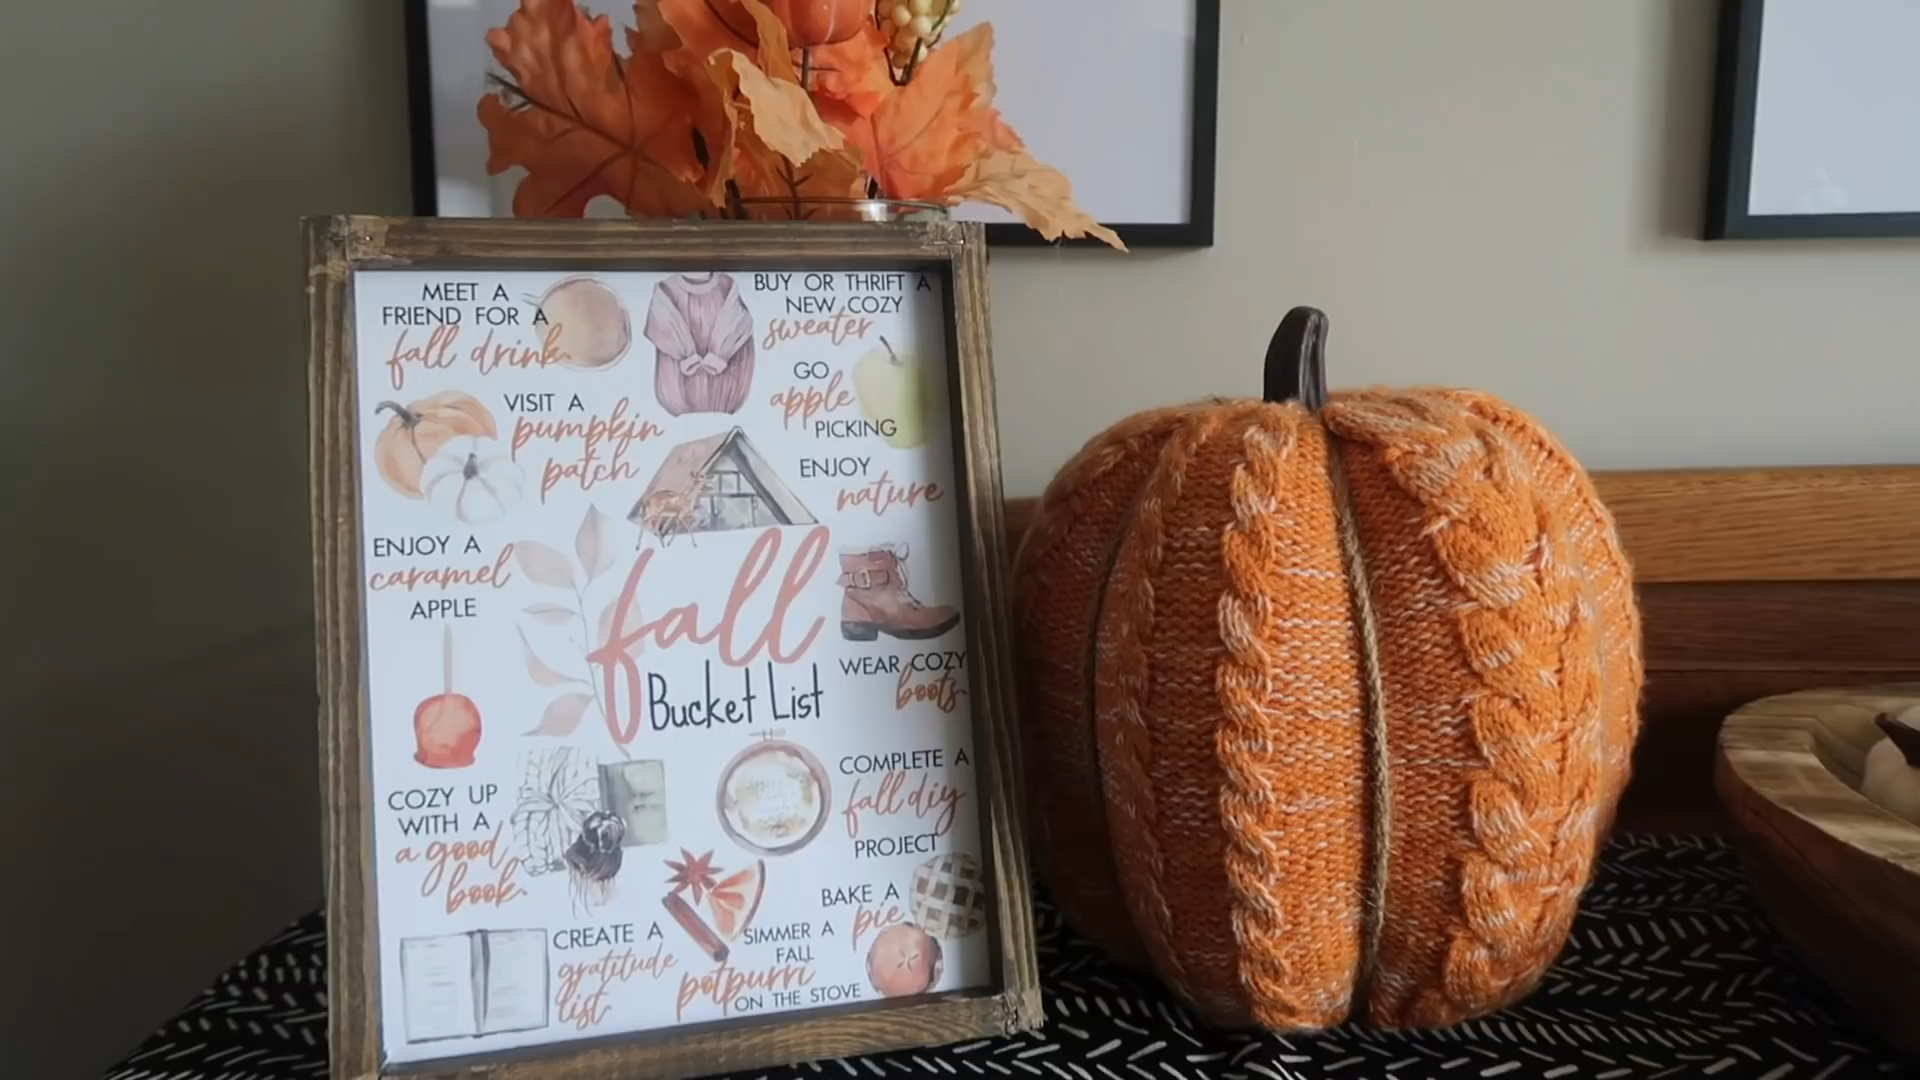 MEET A
FRIEND FOR A
fall drink
BUY OR THRIFT A
NEW COZY
sweater
GO
apple
PICKING
VISIT A
pumpkin
patch
ENJOY
nature
ENJOY A
caramel
APPLE
fall
BUCKET LIST
WEAR COZY
boots
COZY UP
WITH A
a good
book
COMPLETE A
fall diy
PROJECT
BAKE A
pie
CREATE A
gratitude
list
SIMMER A
FALL
potpurri
ON THE STOVE